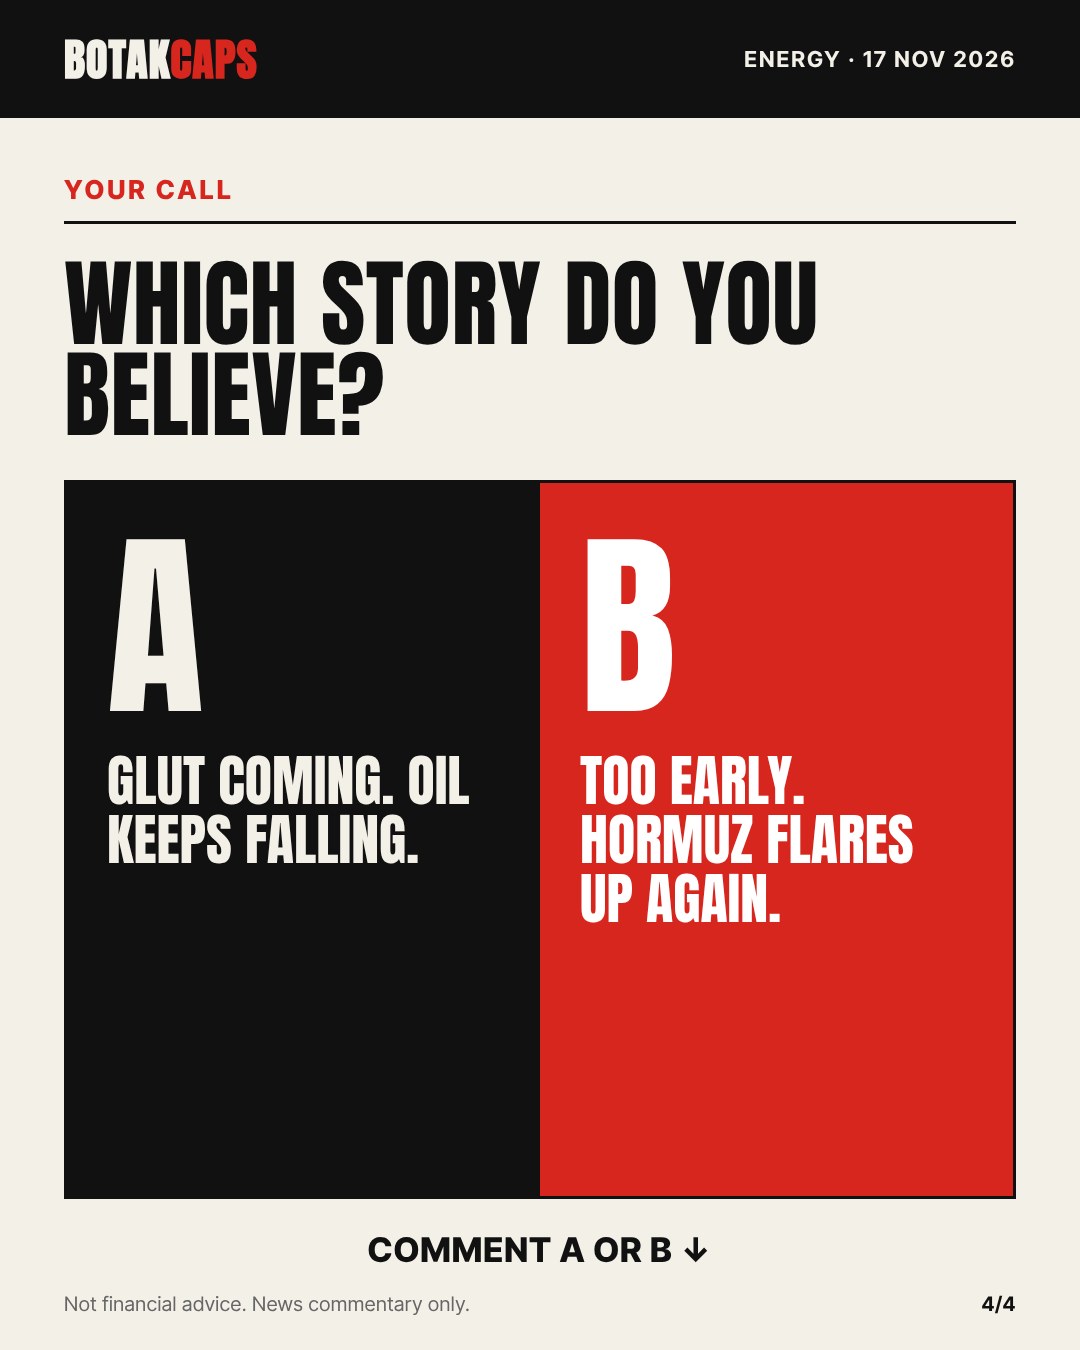 BOTAKCAPS
ENERGY · 17 NOV 2026
YOUR CALL
WHICH STORY DO YOU
BELIEVE?
A
GLUT COMING. OIL
KEEPS FALLING.
B
TOO EARLY.
HORMUZ FLARES
UP AGAIN.
COMMENT A OR B ↓
Not financial advice. News commentary only.
4/4